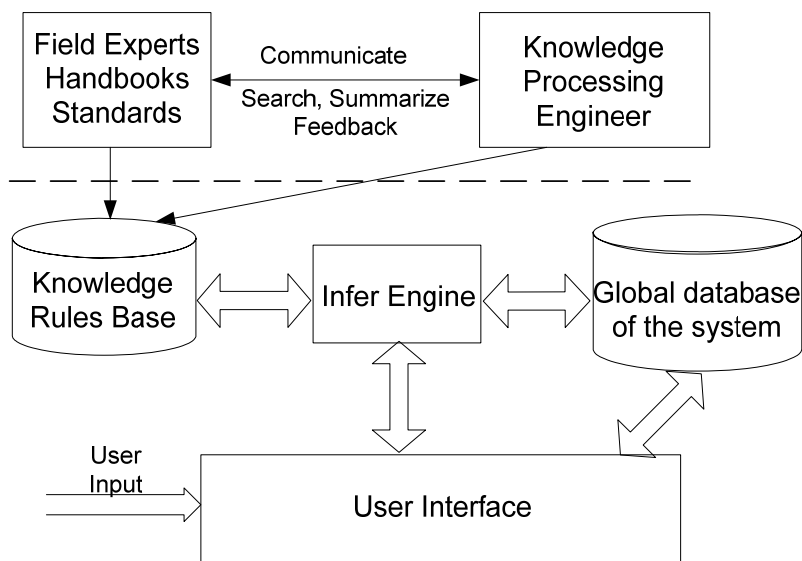 Field Experts
Handbooks
Standards
Communicate
Search, Summarize
Feedback
Knowledge
Processing
Engineer
Knowledge
Rules Base
Infer Engine
Global database
of the system
User
Input
User Interface